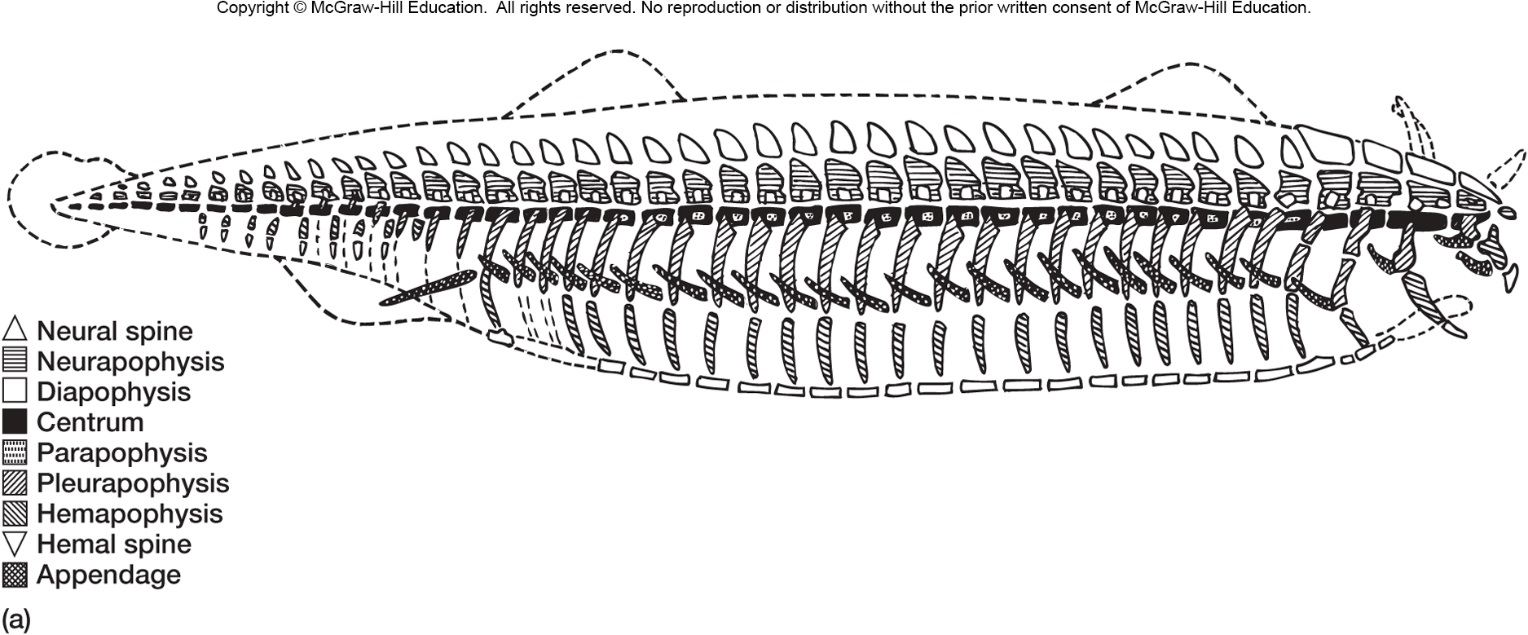 Copyright © McGraw-Hill Education. All rights reserved. No reproduction or distribution without the prior written consent of McGraw-Hill Education.
Neural spine
Neurapophysis
Diapophysis
Centrum
Parapophysis
Pleurapophysis
Hemapophysis
Hemal spine
Appendage
(a)